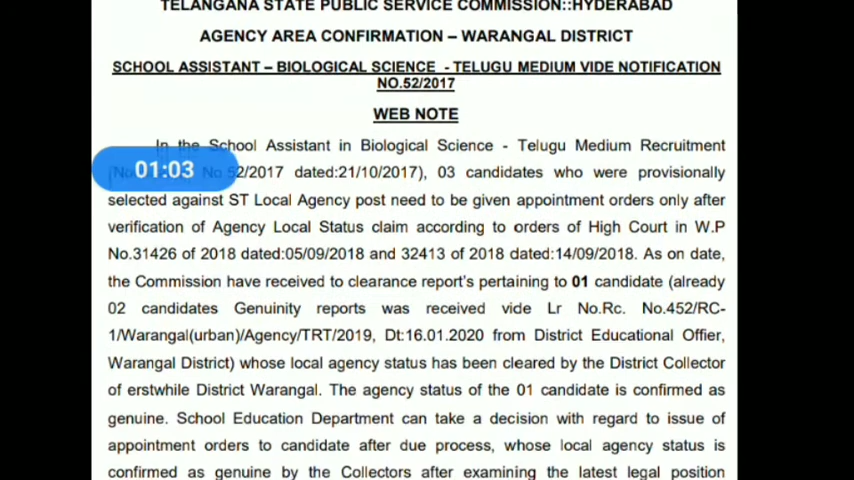 TELANGANA STATE PUBLIC SERVICE COMMISSION::HYDERABAD
AGENCY AREA CONFIRMATION – WARANGAL DISTRICT
SCHOOL ASSISTANT – BIOLOGICAL SCIENCE - TELUGU MEDIUM VIDE NOTIFICATION
NO.52/2017
WEB NOTE
In the School Assistant in Biological Science - Telugu Medium Recruitment
01:03
No.52/2017 dated:21/10/2017), 03 candidates who were provisionally
selected against ST Local Agency post need to be given appointment orders only after
verification of Agency Local Status claim according to orders of High Court in W.P
No.31426 of 2018 dated:05/09/2018 and 32413 of 2018 dated:14/09/2018. As on date,
the Commission have received to clearance report's pertaining to 01 candidate (already
02 candidates Genuinity reports was received vide Lr No.Rc. No.452/RC-
1/Warangal(urban)/Agency/TRT/2019, Dt:16.01.2020 from District Educational Offier,
Warangal District) whose local agency status has been cleared by the District Collector
of erstwhile District Warangal. The agency status of the 01 candidate is confirmed as
genuine. School Education Department can take a decision with regard to issue of
appointment orders to candidate after due process, whose local agency status is
confirmed as genuine by the Collectors after examining the latest legal position